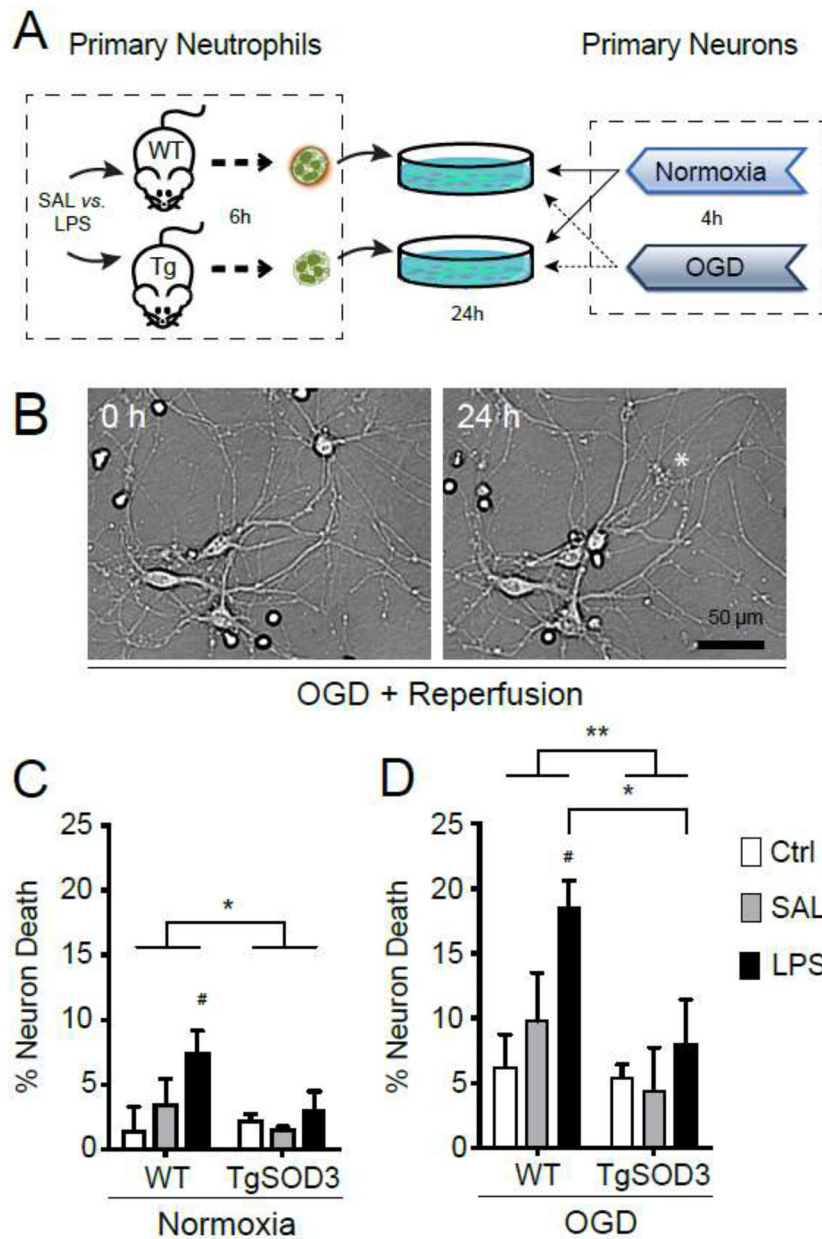 A
Primary Neutrophils
Primary Neurons
WT
Normoxia
SAL vs.
LPS
6h
4h
Tg
OGD
24h
B
0 h
24 h
*
50 µm
OGD + Reperfusion
C
D
**
*
25
20
15
10
5
0
% Neuron Death
*
#
WT
TgSOD3
Normoxia
25
20
15
10
5
0
% Neuron Death
#
WT
TgSOD3
OGD
Ctrl
SAL
LPS